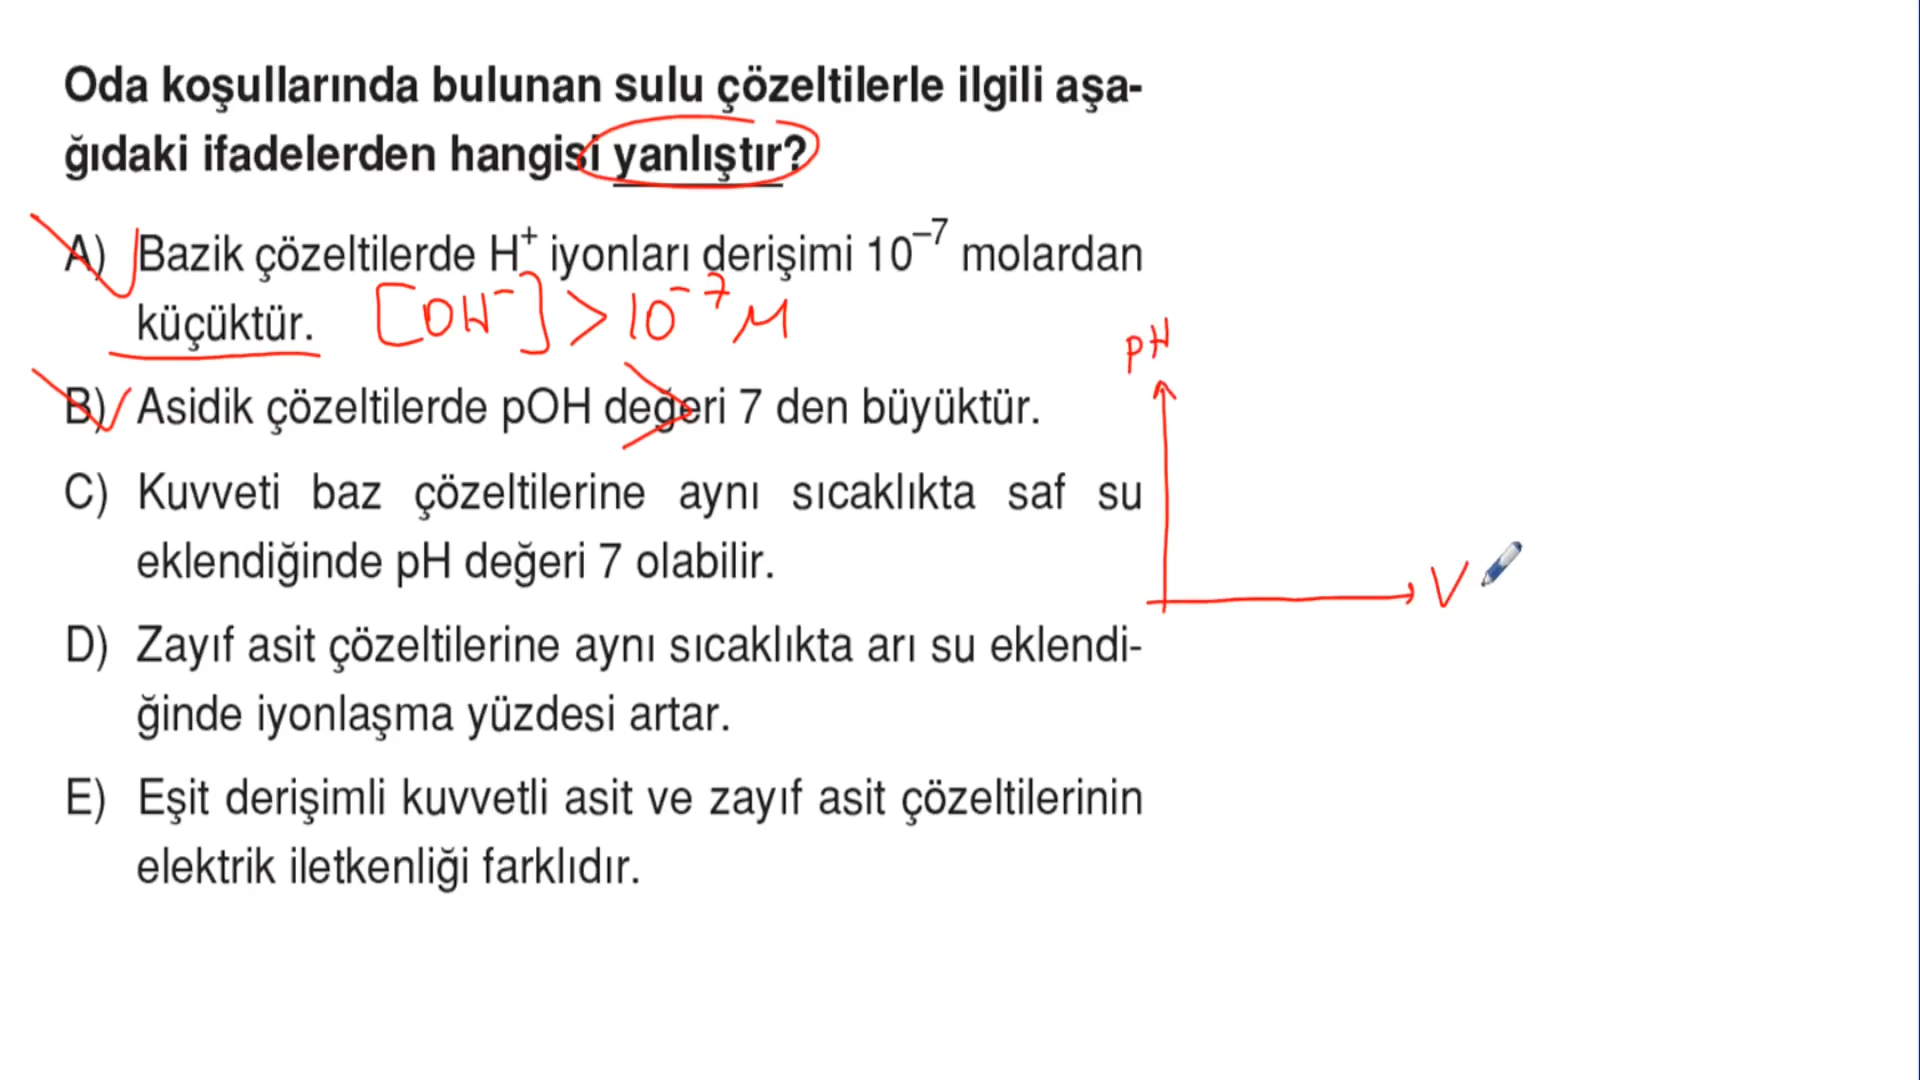 Oda koşullarında bulunan sulu çözeltilerle ilgili aşa-
ğıdaki ifadelerden hangisi yanlıştır?
A) Bazik çözeltilerde H⁺ iyonları derişimi 10⁻⁷ molardan
küçüktür. [OH⁻] > 10⁻⁷ M
B) Asidik çözeltilerde pOH değeri 7 den büyüktür.
C) Kuvveti baz çözeltilerine aynı sıcaklıkta saf su
eklendiğinde pH değeri 7 olabilir.
D) Zayıf asit çözeltilerine aynı sıcaklıkta arı su eklendi-
ğinde iyonlaşma yüzdesi artar.
E) Eşit derişimli kuvvetli asit ve zayıf asit çözeltilerinin
elektrik iletkenliği farklıdır.
pH
V